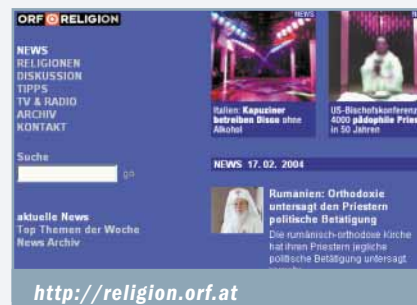 ORF RELIGION
NEWS
RELIGIONEN
DISKUSSION
TIPPS
TV & RADIO
ARCHIV
KONTAKT
Suche
go
aktuelle News
Top Themen der Woche
News Archiv
NEWS
Italien: Kapuziner
betreiben Disco ohne
Alkohol
NEWS
US-Bischofskonferenz
4000 pädophile Pries
in 50 Jahren
NEWS 17. 02. 2004
Rumänien: Orthodoxie
untersagt den Priestern
politische Betätigung
Die rumänisch-orthodoxe Kirche
hat ihren Priestern jegliche
politische Betätigung untersagt
http://religion.orf.at